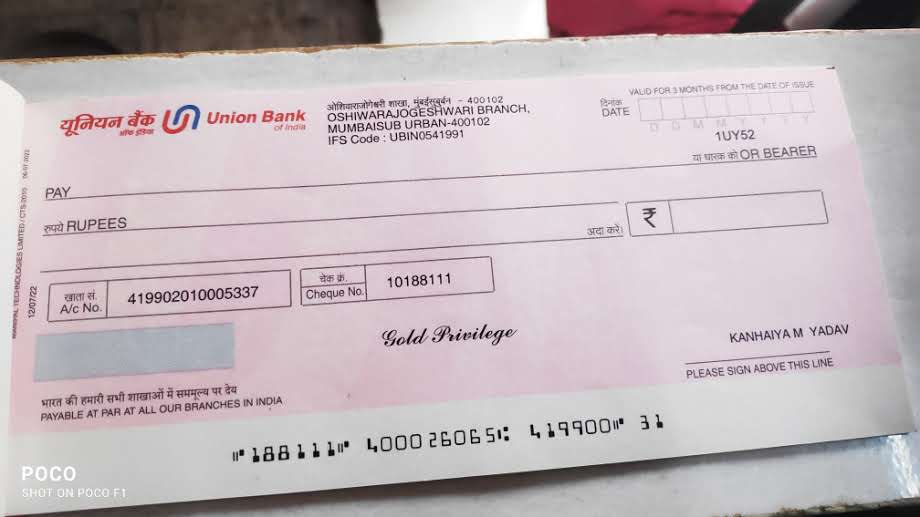 यूनियन बैंक
ऑफ इंडिया
Union Bank
of India
ओशिवाराजोगेश्वरी शाखा, मुंबईसुबुर्बन - 400102
OSHIWARAJOGESHWARI BRANCH,
MUMBAISUB URBAN-400102
IFS Code : UBIN0541991
VALID FOR 3 MONTHS FROM THE DATE OF ISSUE
दिनांक
DATE
D D M M Y Y Y Y
1UY52
PAY
या धारक को OR BEARER
रुपये RUPEES
अदा करें।
₹
खाता सं.
A/c No.
419902010005337
चेक क्रं.
Cheque No.
10188111
Gold Privilege
KANHAIYA M YADAV
PLEASE SIGN ABOVE THIS LINE
भारत की हमारी सभी शाखाओं में सममूल्य पर देय
PAYABLE AT PAR AT ALL OUR BRANCHES IN INDIA
⑈188111⑈ 400026065⑆ 419900⑈ 31
MANIPAL TECHNOLOGIES LIMITED / CTS-2010
12/07/22
POCO
SHOT ON POCO F1